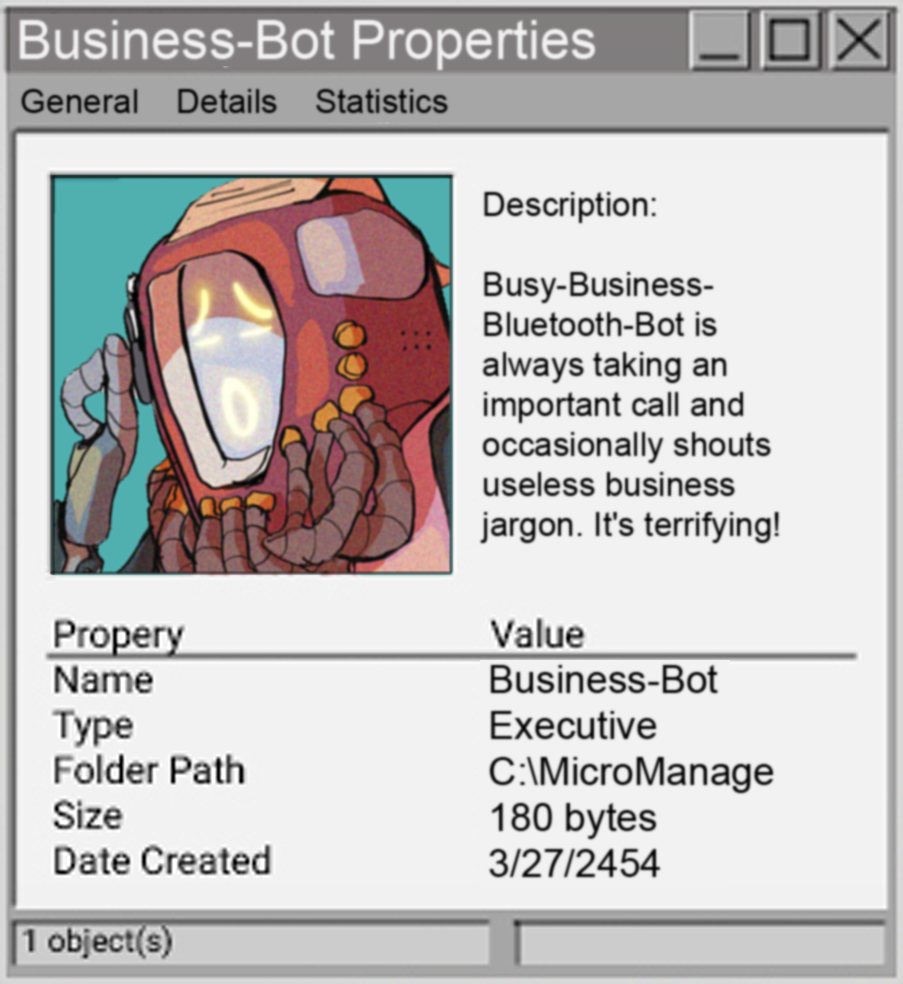 Business-Bot Properties
General Details Statistics
Description:
Busy-Business-
Bluetooth-Bot is
always taking an
important call and
occasionally shouts
useless business
jargon. It's terrifying!
Propery Value
Name Business-Bot
Type Executive
Folder Path C:\MicroManage
Size 180 bytes
Date Created 3/27/2454
1 object(s)